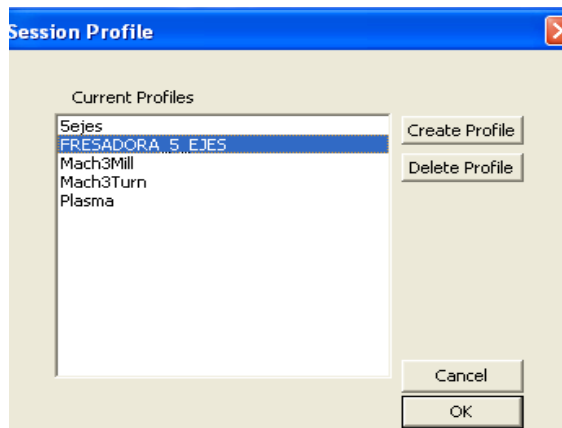 Session Profile
Current Profiles
5ejes
FRESADORA_5_EJES
Mach3Mill
Mach3Turn
Plasma
Create Profile
Delete Profile
Cancel
OK